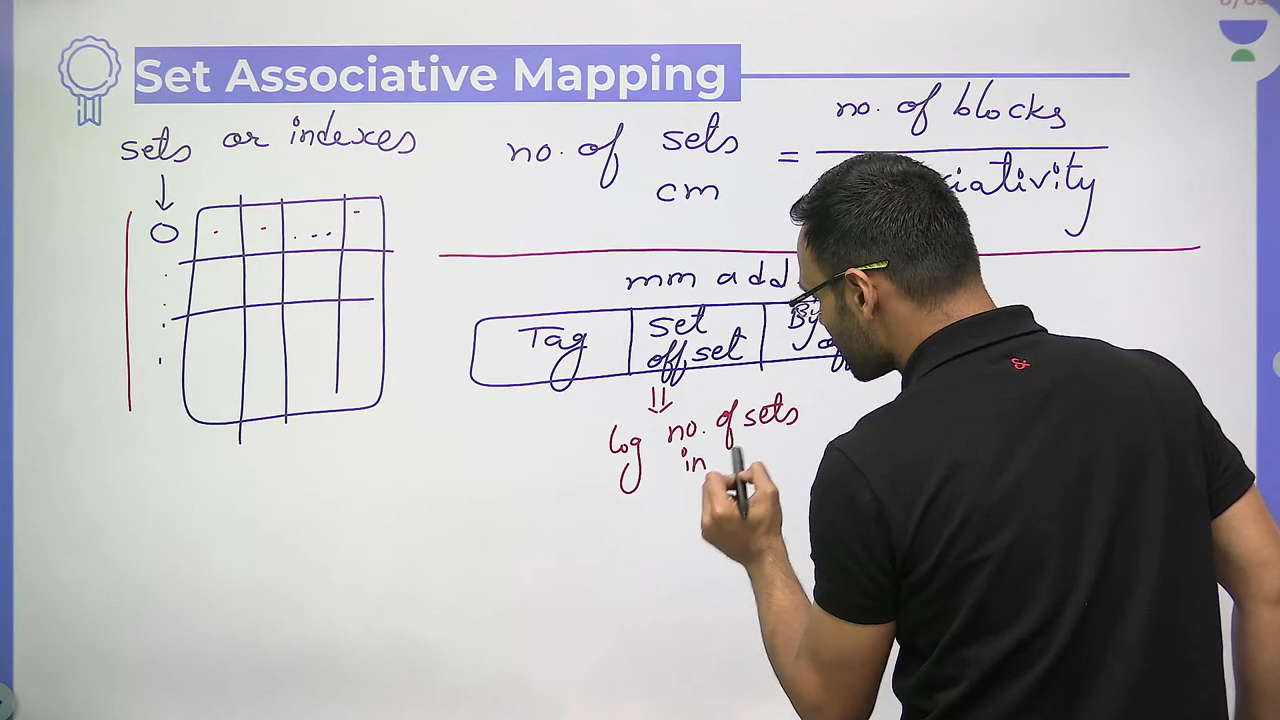 Set Associative Mapping
sets or indexes
no. of sets cm = no. of blocks
0
mm add
Tag set offset
log no. of sets
in